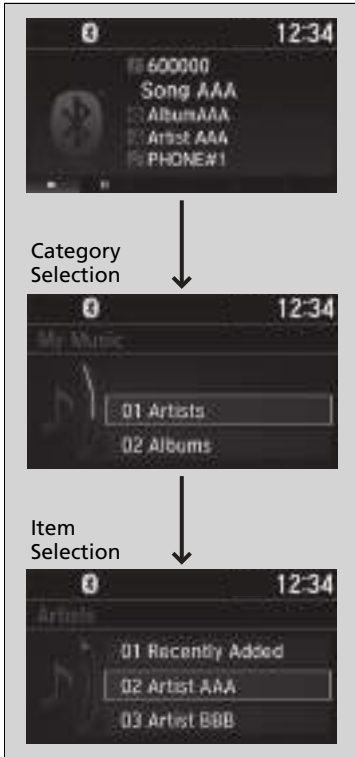 12:34
600000
Song AAA
AlbumAAA
Artist AAA
PHONE#1
Category
Selection
12:34
My Music
01 Artists
02 Albums
Item
Selection
12:34
Artists
01 Recently Added
02 Artist AAA
03 Artist BBB